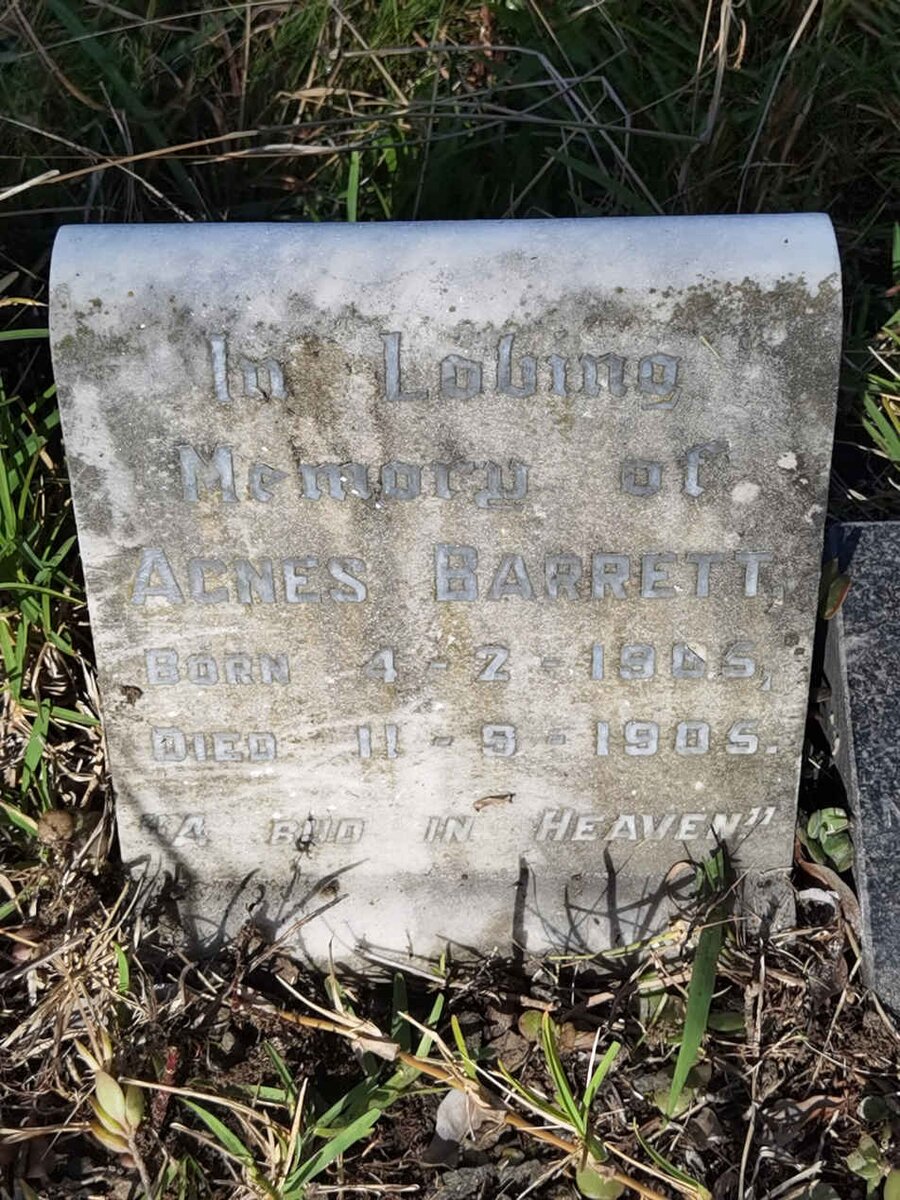 In Loving
Memory of
AGNES BARRETT,
BORN 4-2-1905,
DIED 11-9-1905.
"A BUD IN HEAVEN"